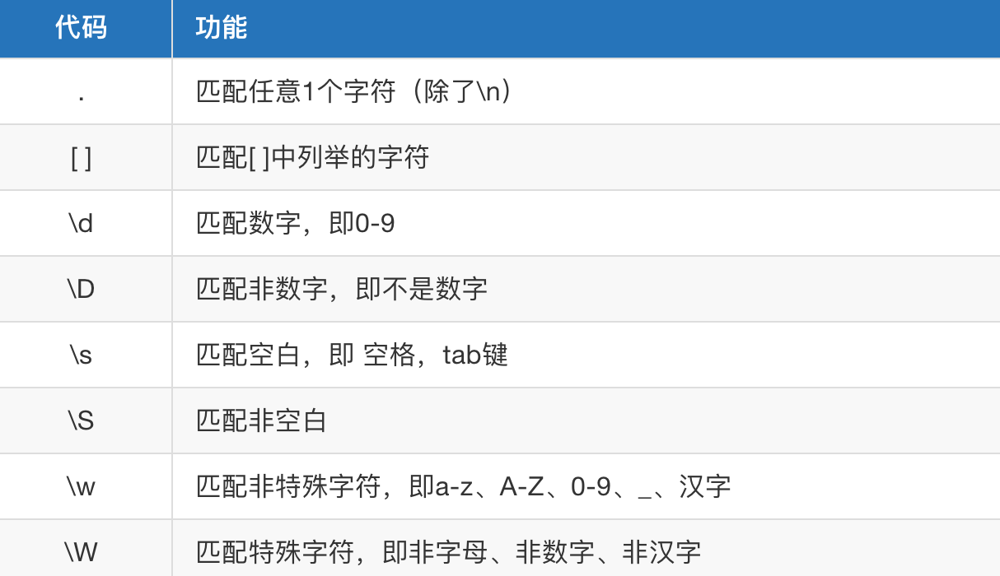 代码 功能
. 匹配任意1个字符（除了\n）
[ ] 匹配[ ]中列举的字符
\d 匹配数字，即0-9
\D 匹配非数字，即不是数字
\s 匹配空白，即 空格，tab键
\S 匹配非空白
\w 匹配非特殊字符，即a-z、A-Z、0-9、_、汉字
\W 匹配特殊字符，即非字母、非数字、非汉字